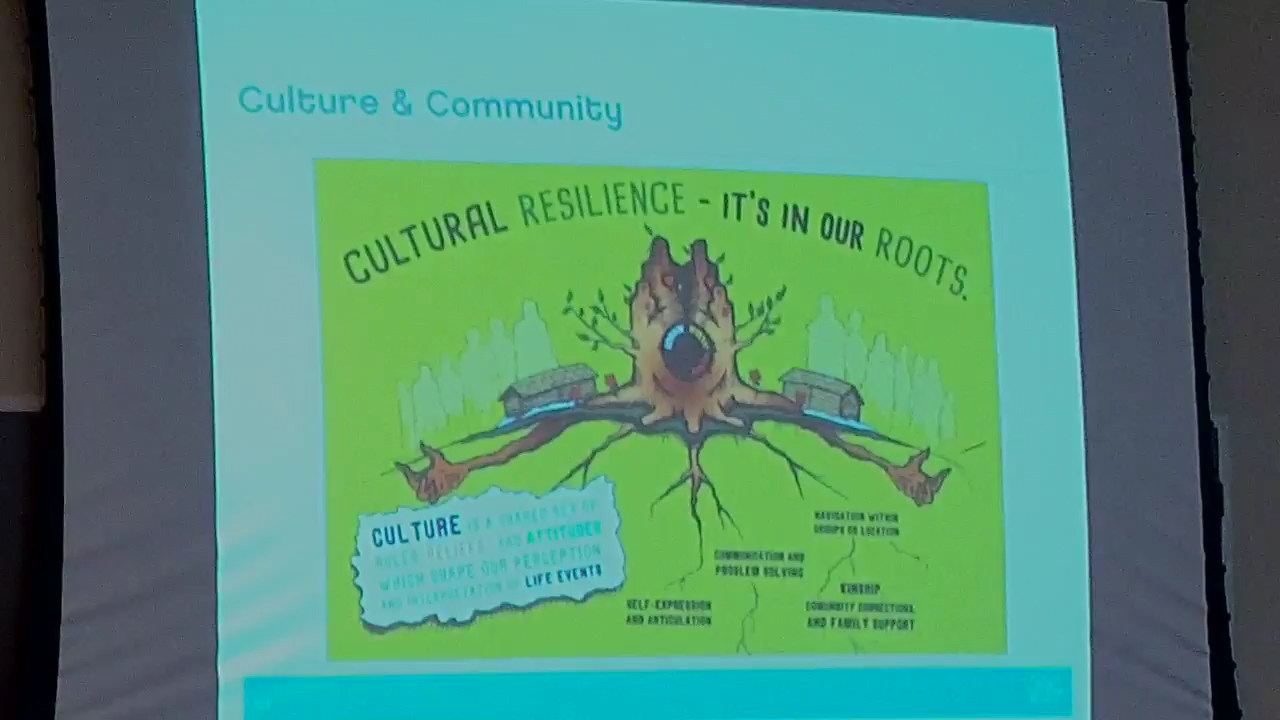 Culture & Community
CULTURAL RESILIENCE - IT'S IN OUR ROOTS.
CULTURE IS A SHARED SET OF
RULES, BELIEFS, AND ATTITUDES
WHICH SHAPE OUR PERCEPTION
AND INTERPRETATION OF LIFE EVENTS
NAVIGATION WITHIN
GROUPS OR LOCATION
COMMUNICATION AND
PROBLEM SOLVING
KINSHIP
COMMUNITY CONNECTIONS,
AND FAMILY SUPPORT
SELF-EXPRESSION
AND ARTICULATION